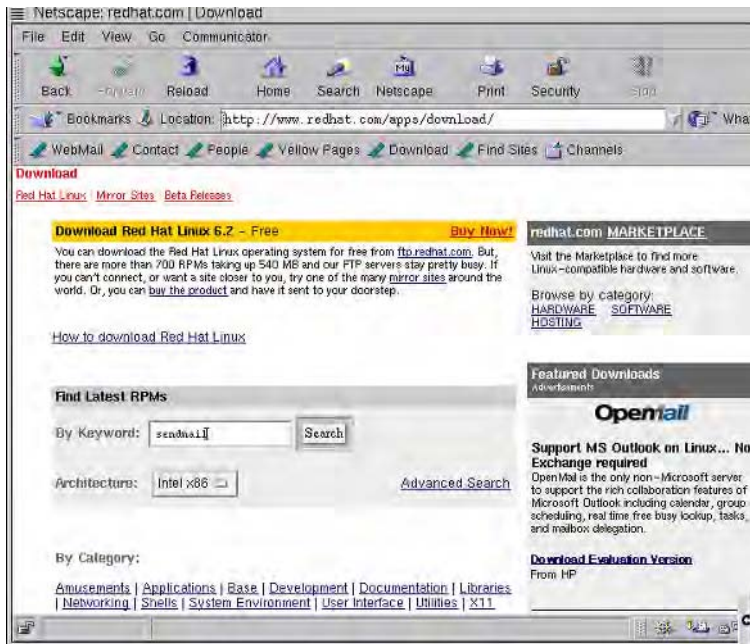 Netscape: redhat.com | Download
File Edit View Go Communicator
Back Reload Home Search Netscape Print Security Stop
Bookmarks Location: http://www.redhat.com/apps/download/
WebMail Contact People Yellow Pages Download Find Sites Channels
Download
Red Hat Linux Mirror Sites Beta Releases
Download Red Hat Linux 6.2 – Free Buy Now!
You can download the Red Hat Linux operating system for free from ftp.redhat.com. But,
there are more than 700 RPMs taking up 540 MB and our FTP servers stay pretty busy. If
you can't connect, or want a site closer to you, try one of the many mirror sites around the
world. Or, you can buy the product and have it sent to your doorstep.
How to download Red Hat Linux
Find Latest RPMs
By Keyword: sendmail Search
Architecture: Intel x86 Advanced Search
By Category:
Amusements | Applications | Base | Development | Documentation | Libraries
| Networking | Shells | System Environment | User Interface | Utilities | X11
redhat.com MARKETPLACE
Visit the Marketplace to find more
Linux-compatible hardware and software.
Browse by category:
HARDWARE SOFTWARE
HOSTING
Featured Downloads
Advertisements
Openmail
Support MS Outlook on Linux... No
Exchange required
OpenMail is the only non-Microsoft server
to support the rich collaboration features of
Microsoft Outlook including calendar, group
scheduling, real time free busy lookup, tasks,
and mailbox delegation.
Download Evaluation Version
From HP